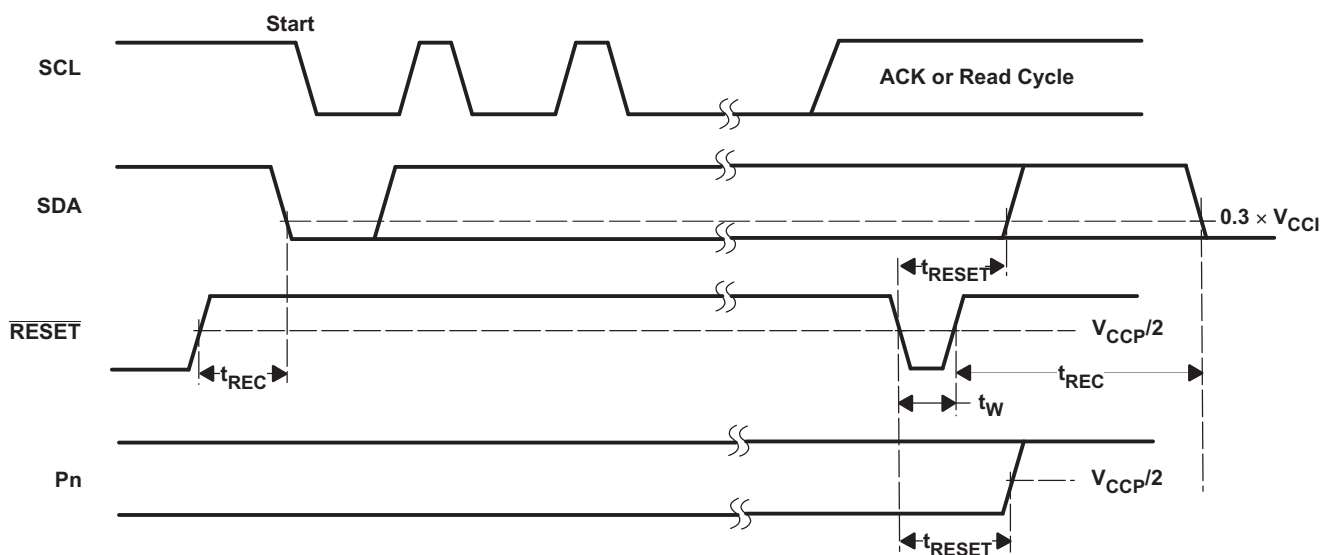 Start
SCL
ACK or Read Cycle
SDA
0.3 × VCCI
tRESET
RESET
VCCP/2
tREC
tREC
tW
Pn
VCCP/2
tRESET